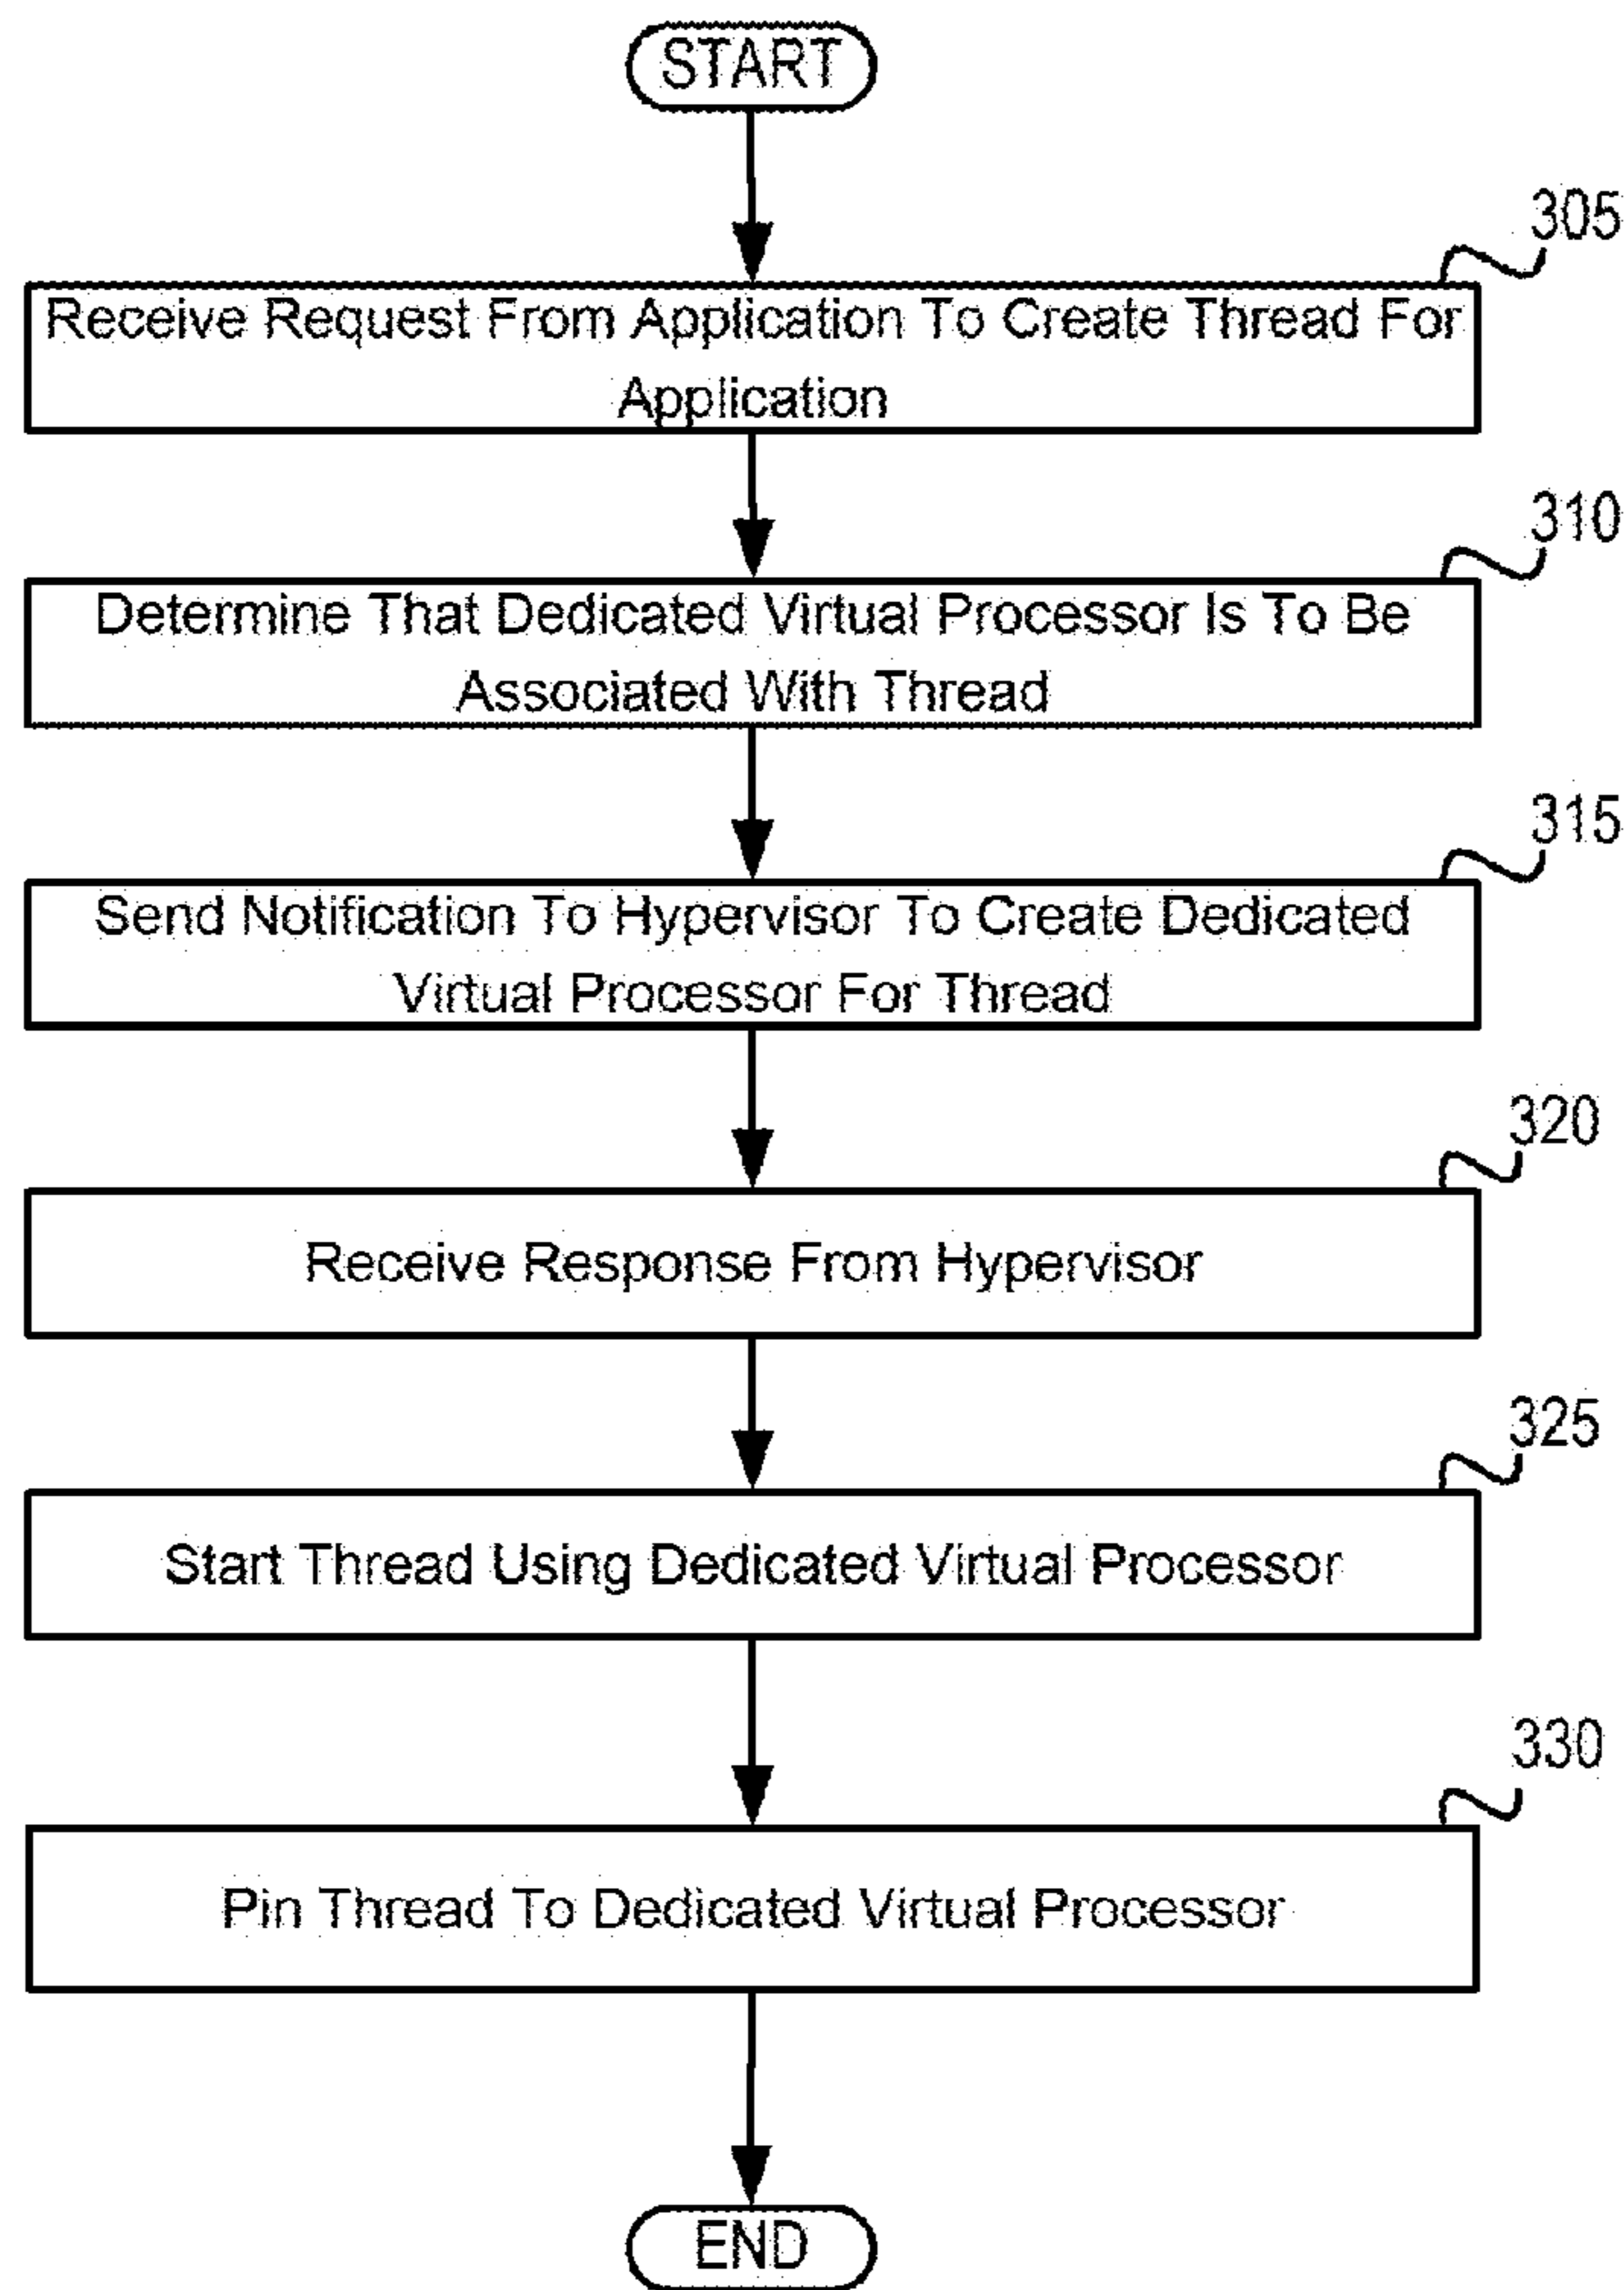 START
305
Receive Request From Application To Create Thread For
Application
310
Determine That Dedicated Virtual Processor Is To Be
Associated With Thread
315
Send Notification To Hypervisor To Create Dedicated
Virtual Processor For Thread
320
Receive Response From Hypervisor
325
Start Thread Using Dedicated Virtual Processor
330
Pin Thread To Dedicated Virtual Processor
END